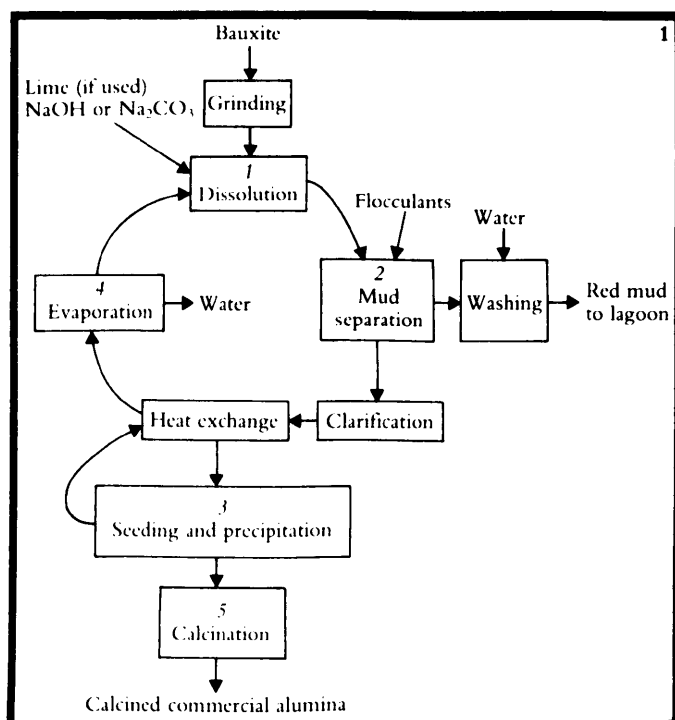 Bauxite
1
Lime (if used)
NaOH or Na₂CO₃
Grinding
1
Dissolution
Flocculants
Water
4
Evaporation
Water
2
Mud
separation
Washing
Red mud
to lagoon
Heat exchange
Clarification
3
Seeding and precipitation
5
Calcination
Calcined commercial alumina